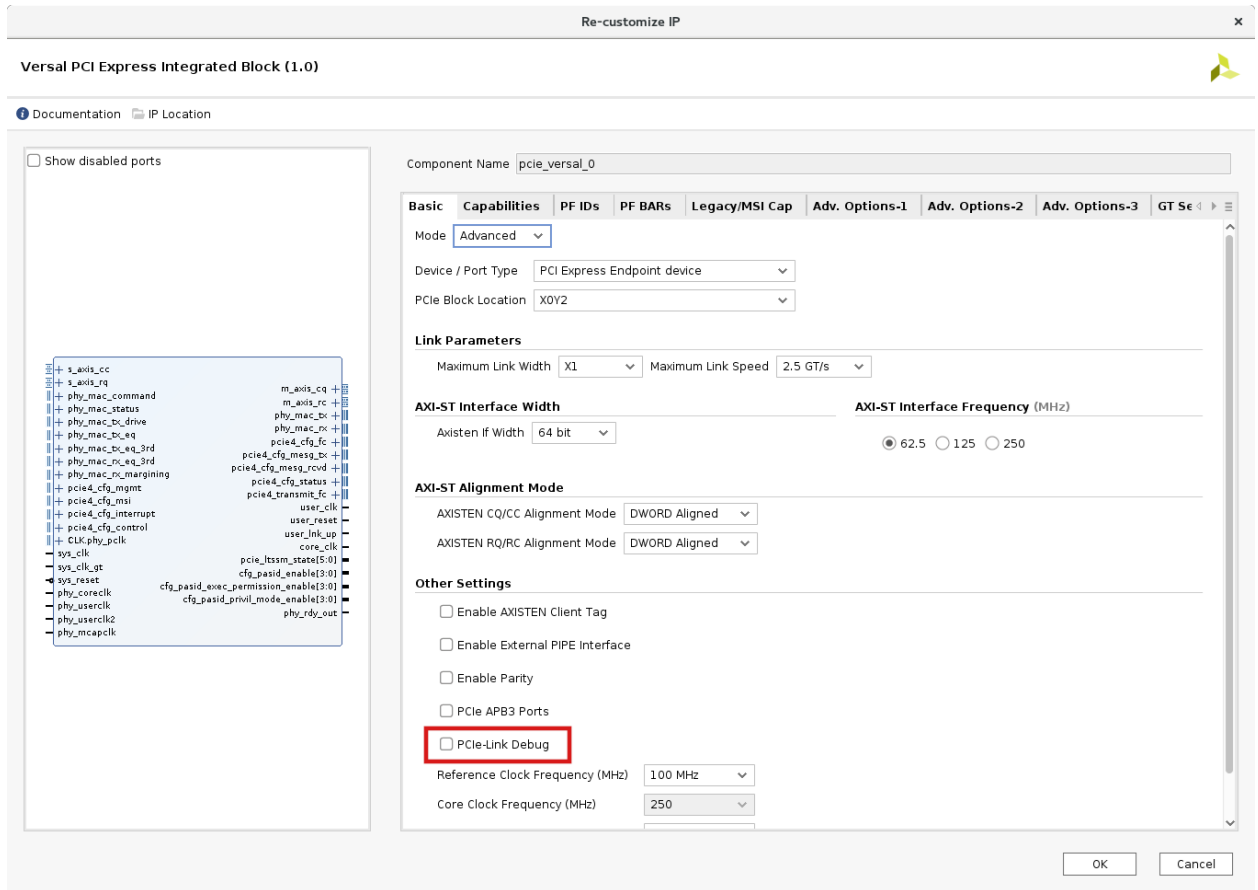 Re-customize IP
Versal PCI Express Integrated Block (1.0)
Documentation IP Location
Show disabled ports
s_axis_cc
s_axis_rq
phy_mac_command
phy_mac_status
phy_mac_tx_drive
phy_mac_tx_eq
phy_mac_tx_eq_3rd
phy_mac_rx_eq_3rd
phy_mac_rx_margining
pcie4_cfg_mgmt
pcie4_cfg_msi
pcie4_cfg_interrupt
pcie4_cfg_control
CLK.phy_pclk
sys_clk
sys_clk_gt
sys_reset
phy_coreclk
phy_userclk
phy_userclk2
phy_mcapclk
m_axis_cq
m_axis_rc
phy_mac_tx
phy_mac_rx
pcie4_cfg_fc
pcie4_cfg_mesg_tx
pcie4_cfg_mesg_rcvd
pcie4_cfg_status
pcie4_transmit_fc
user_clk
user_reset
user_lnk_up
core_clk
pcie_ltssm_state[5:0]
cfg_pasid_enable[3:0]
cfg_pasid_exec_permission_enable[3:0]
cfg_pasid_privil_mode_enable[3:0]
phy_rdy_out
Component Name pcie_versal_0
Basic Capabilities PF IDs PF BARs Legacy/MSI Cap Adv. Options-1 Adv. Options-2 Adv. Options-3 GT Se
Mode Advanced
Device / Port Type PCI Express Endpoint device
PCIe Block Location X0Y2
Link Parameters
Maximum Link Width X1 Maximum Link Speed 2.5 GT/s
AXI-ST Interface Width AXI-ST Interface Frequency (MHz)
Axisten If Width 64 bit 62.5 125 250
AXI-ST Alignment Mode
AXISTEN CQ/CC Alignment Mode DWORD Aligned
AXISTEN RQ/RC Alignment Mode DWORD Aligned
Other Settings
Enable AXISTEN Client Tag
Enable External PIPE Interface
Enable Parity
PCIe APB3 Ports
PCIe-Link Debug
Reference Clock Frequency (MHz) 100 MHz
Core Clock Frequency (MHz) 250
OK Cancel